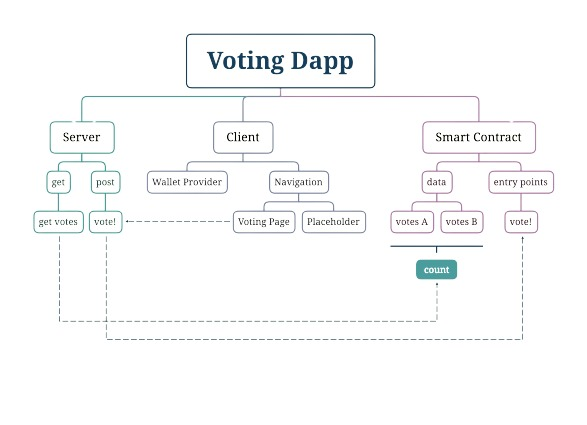 Voting Dapp
Server
Client
Smart Contract
get
post
Wallet Provider
Navigation
data
entry points
get votes
vote!
Voting Page
Placeholder
votes A
votes B
vote!
count